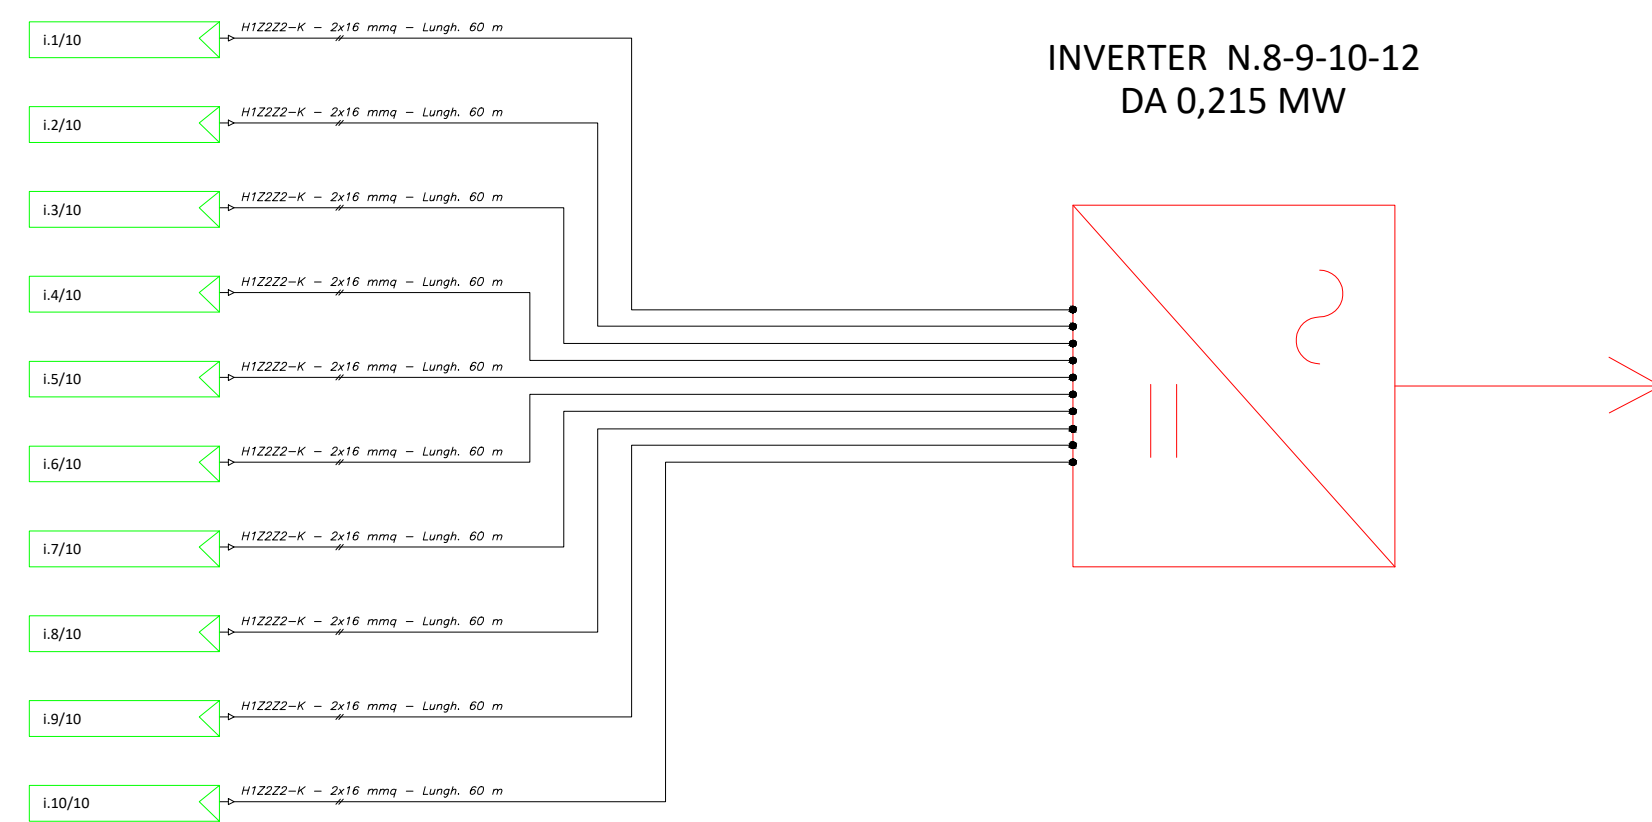 H1Z2Z2-K - 2x16 mmq - Lungh. 60 m
i.1/10
INVERTER N.8-9-10-12
DA 0,215 MW
H1Z2Z2-K - 2x16 mmq - Lungh. 60 m
i.2/10
H1Z2Z2-K - 2x16 mmq - Lungh. 60 m
i.3/10
H1Z2Z2-K - 2x16 mmq - Lungh. 60 m
i.4/10
H1Z2Z2-K - 2x16 mmq - Lungh. 60 m
i.5/10
H1Z2Z2-K - 2x16 mmq - Lungh. 60 m
i.6/10
H1Z2Z2-K - 2x16 mmq - Lungh. 60 m
i.7/10
H1Z2Z2-K - 2x16 mmq - Lungh. 60 m
i.8/10
H1Z2Z2-K - 2x16 mmq - Lungh. 60 m
i.9/10
H1Z2Z2-K - 2x16 mmq - Lungh. 60 m
i.10/10